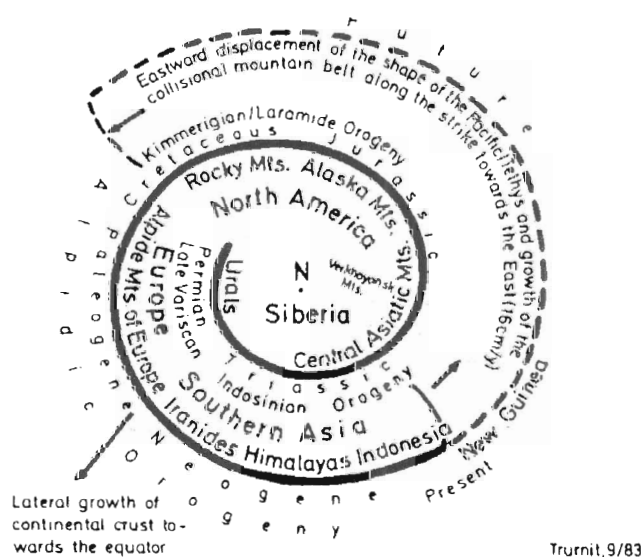 Future
Eastward displacement of the shape of the Pacific/Tethys and growth of the
collisional mountain belt along the strike towards the East (16cm/y)
Kimmerigian/Laramide Orogeny
Cretaceous Jurassic
Rocky Mts. Alaska Mts.
North America
Verkhoyansk
Mts.
N
Siberia
Urals
Permian
Late Variscan
Europe
Alpide Mts of Europe Iranides Himalayas Indonesia
Central Asiatic Mts.
Triassic
Indosinian Orogeny
Southern Asia
Paleogene Neogene
Alpidic Orogeny
Present
New Guinea
Lateral growth of
continental crust to-
wards the equator
Trurnit, 9/83